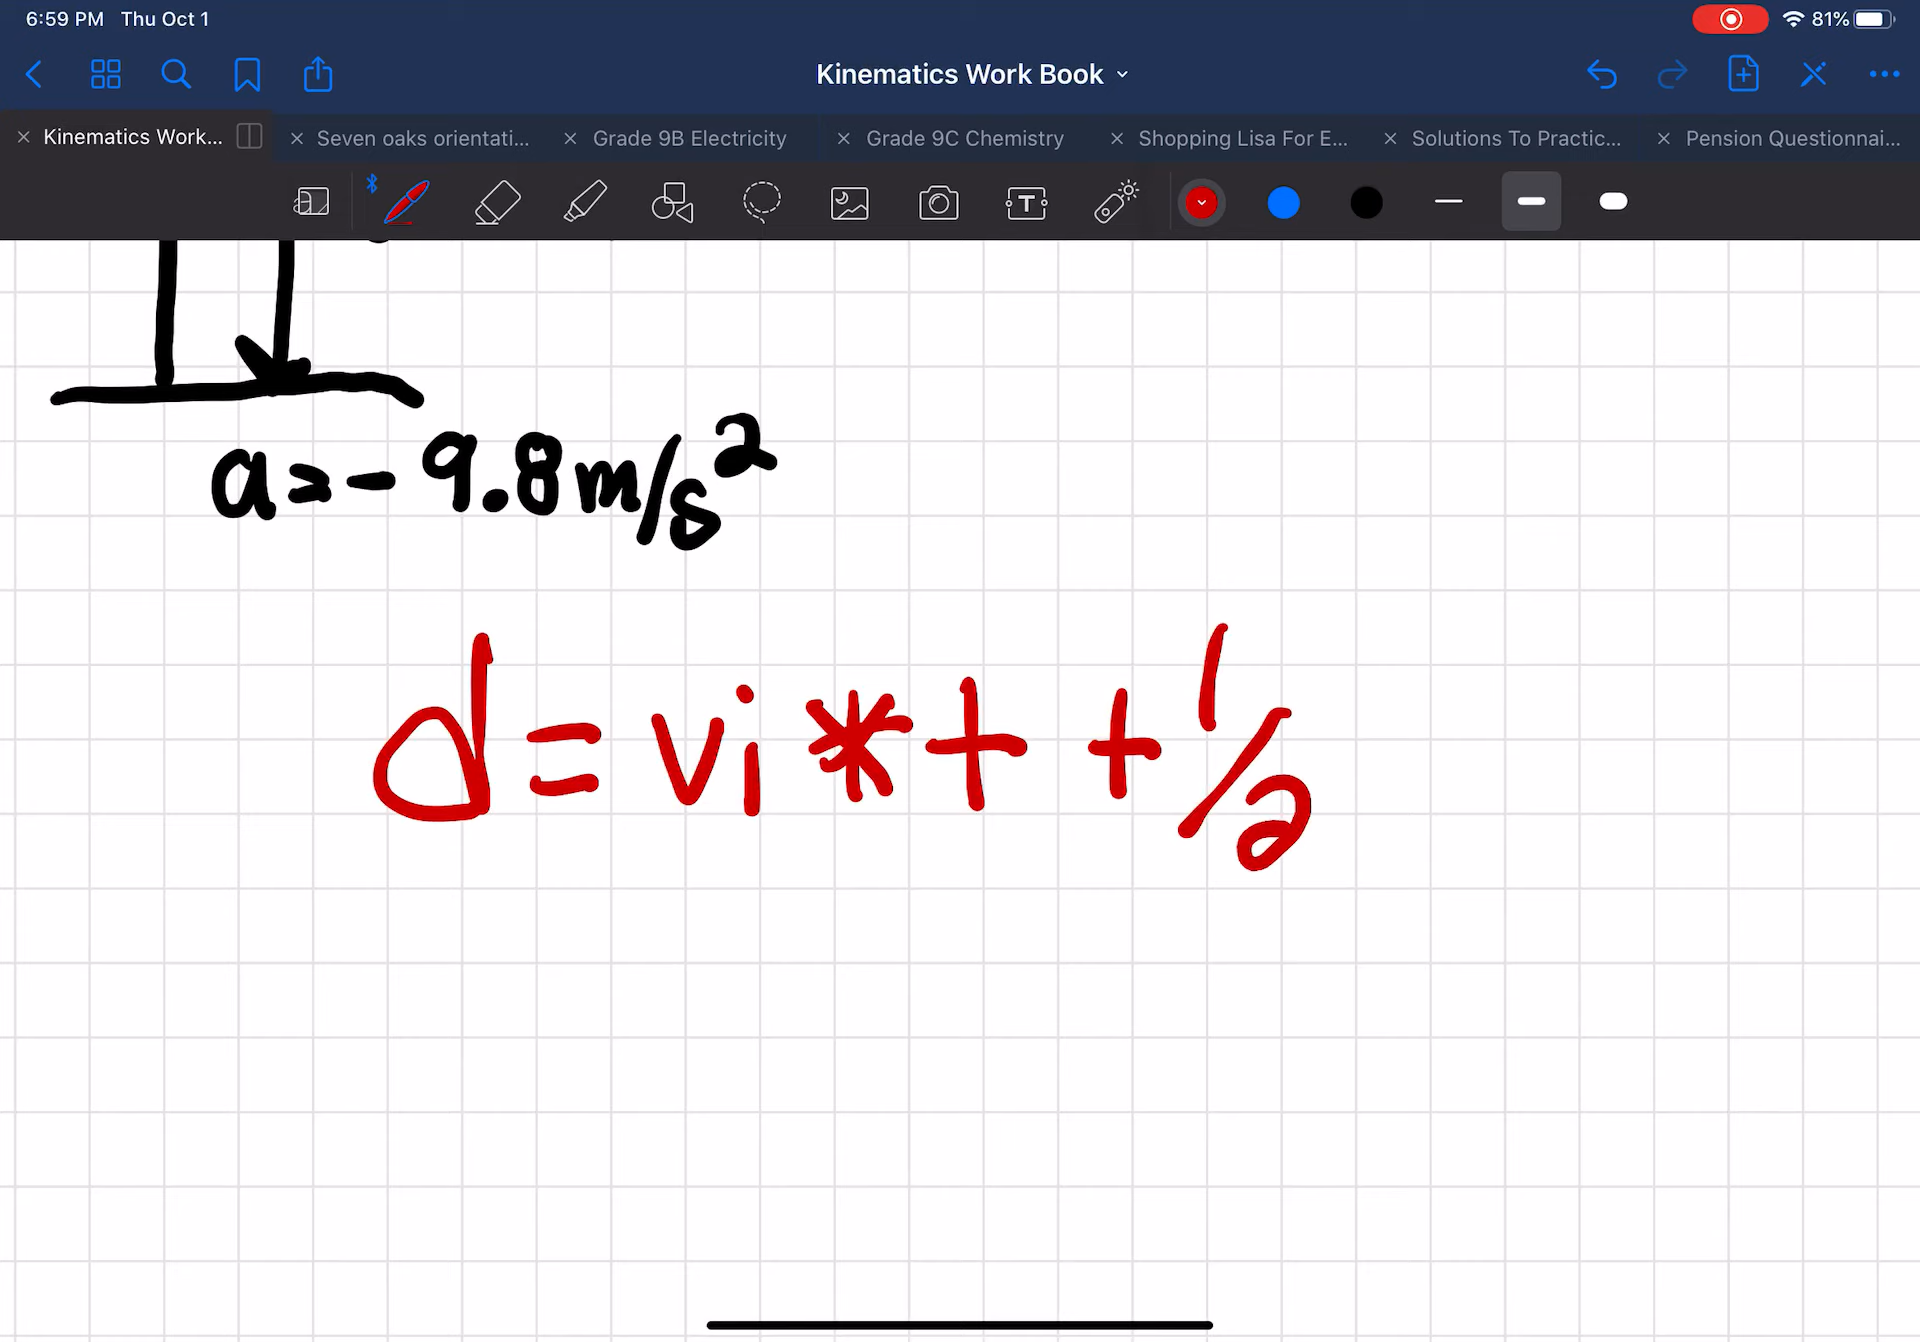 6:59 PM Thu Oct 1 81%
Kinematics Work Book
Kinematics Work... Seven oaks orientati... Grade 9B Electricity Grade 9C Chemistry Shopping Lisa For E... Solutions To Practic... Pension Questionnai...
a=-9.8m/s²
d=vi*t +1/2